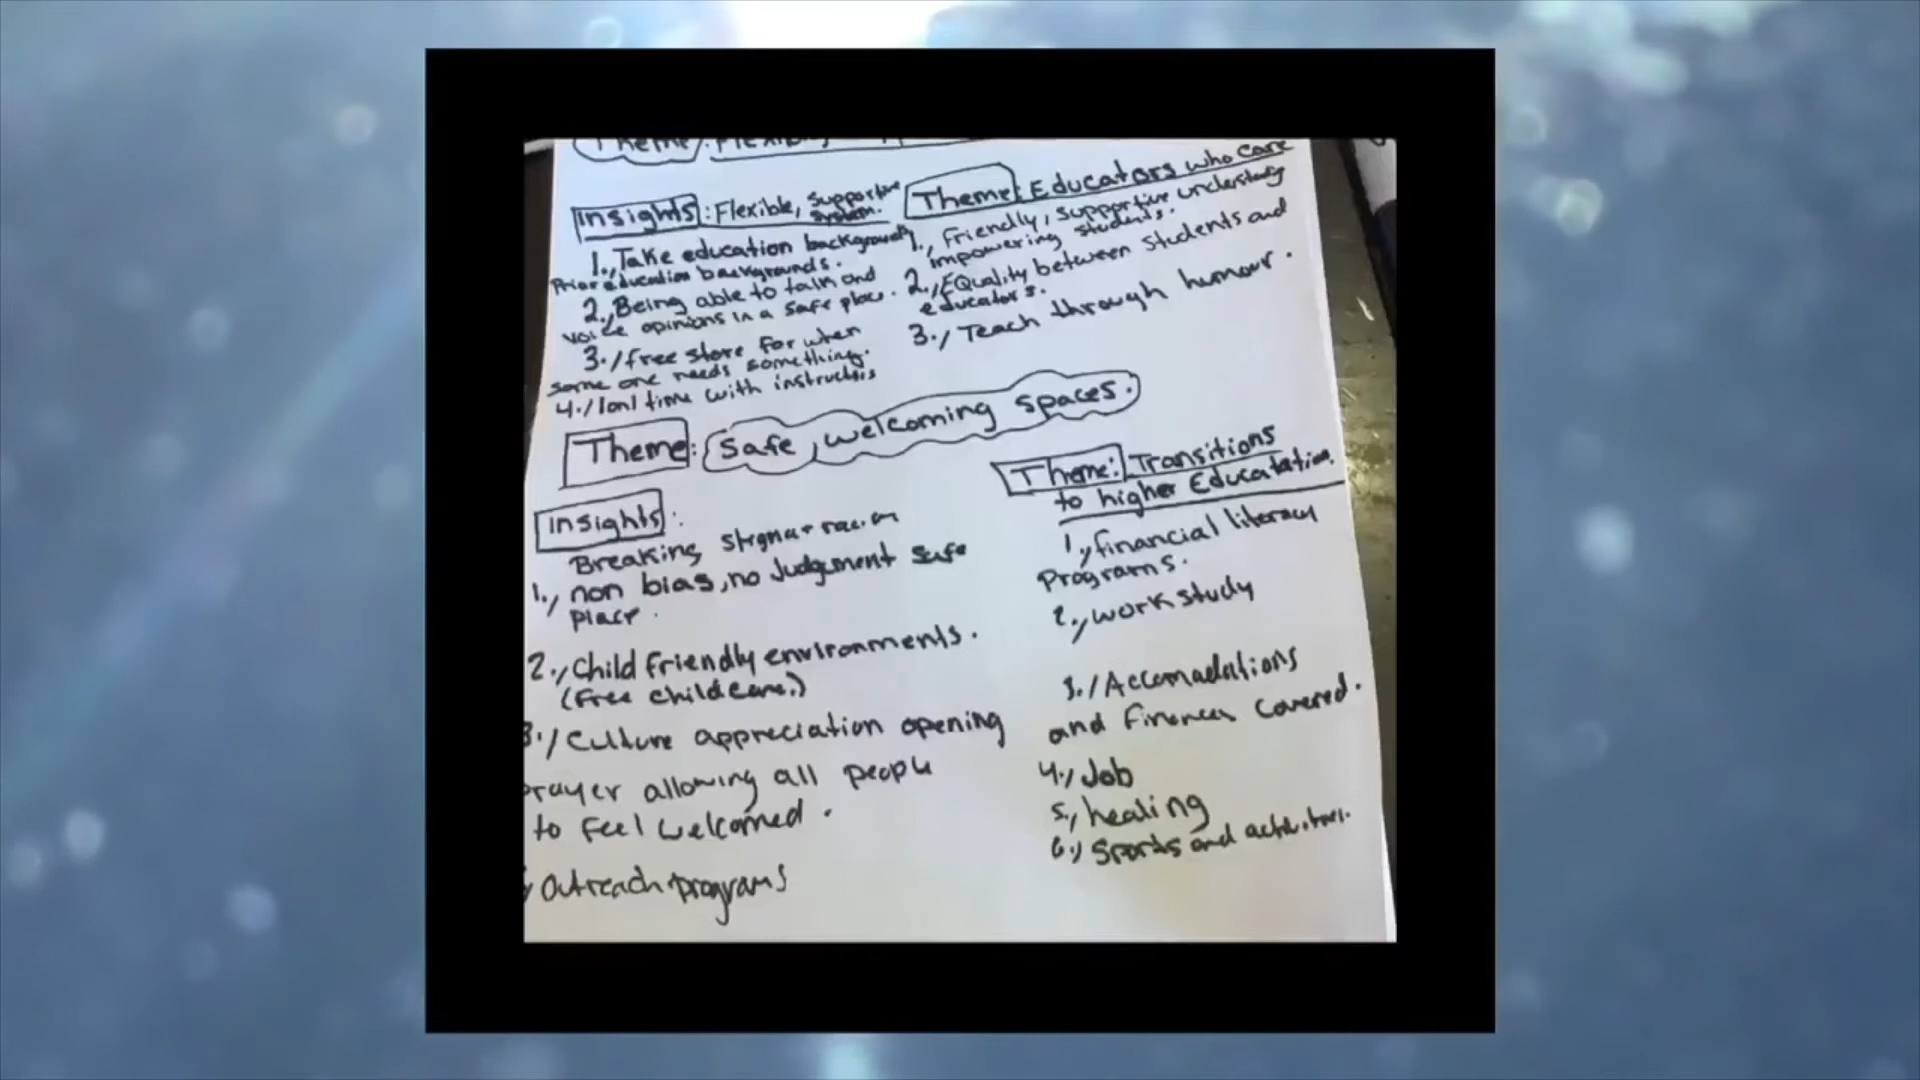 Theme:
Insights: Flexible, Supportive
system.
1., Take education backgrounds
Prior education backgrounds.
2., Being able to talk and
voice opinions in a safe place.
3./ free store for when
some one needs something.
4./ 1on1 time with instructors
Theme: Educators who care
1., Friendly, supportive understanding
impowering students.
2., EQuality between students and
educators.
3./ Teach through humour.
Theme: Safe, welcoming spaces.
Insights:
Breaking stigma + racism
1., non bias, no Judgement safe
place.
2., Child Friendly environments.
(Free childcare.)
3./ Culture appreciation opening
prayer allowing all people
to feel welcomed.
Outreach programs
Theme: Transitions
to higher Educatation.
1., financial literacy
Programs.
2., work study
3./ Accomadations
and finances covered.
4., Job
5., healing
6., Sports and activities.